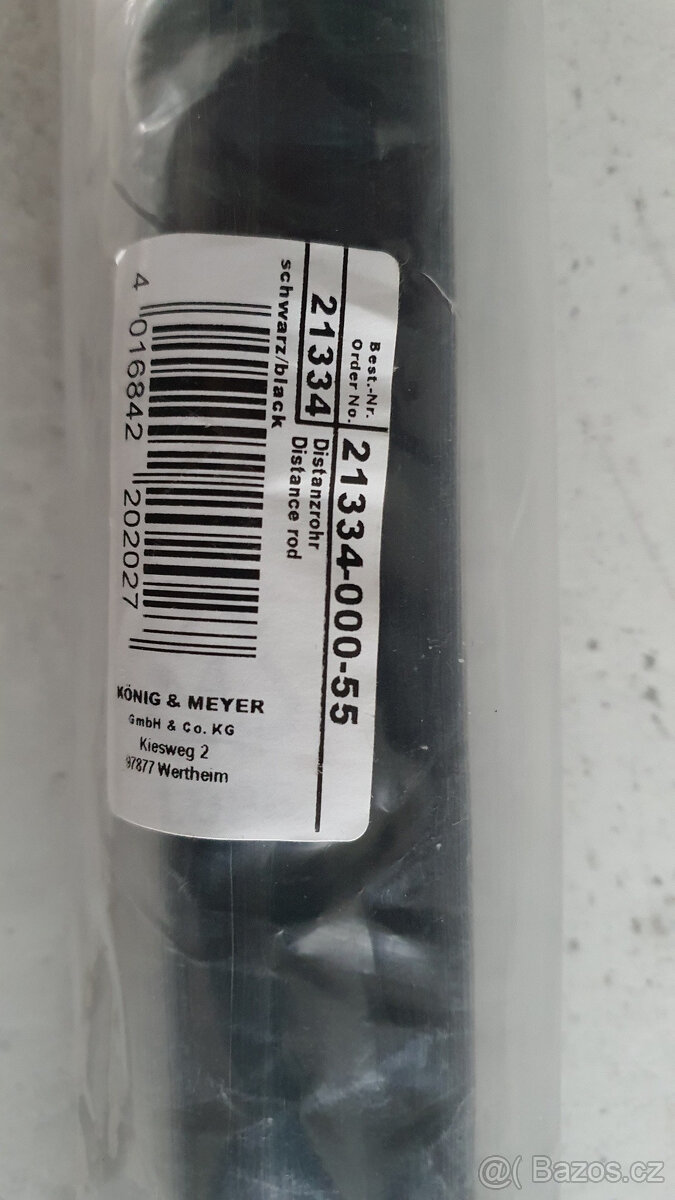 Best.-Nr.
Order No.
21334-000-55
21334
Distanzrohr
Distance rod
schwarz/black
4 016842 202027
KÖNIG & MEYER
GmbH & Co. KG
Kiesweg 2
97877 Wertheim
@( Bazos.cz